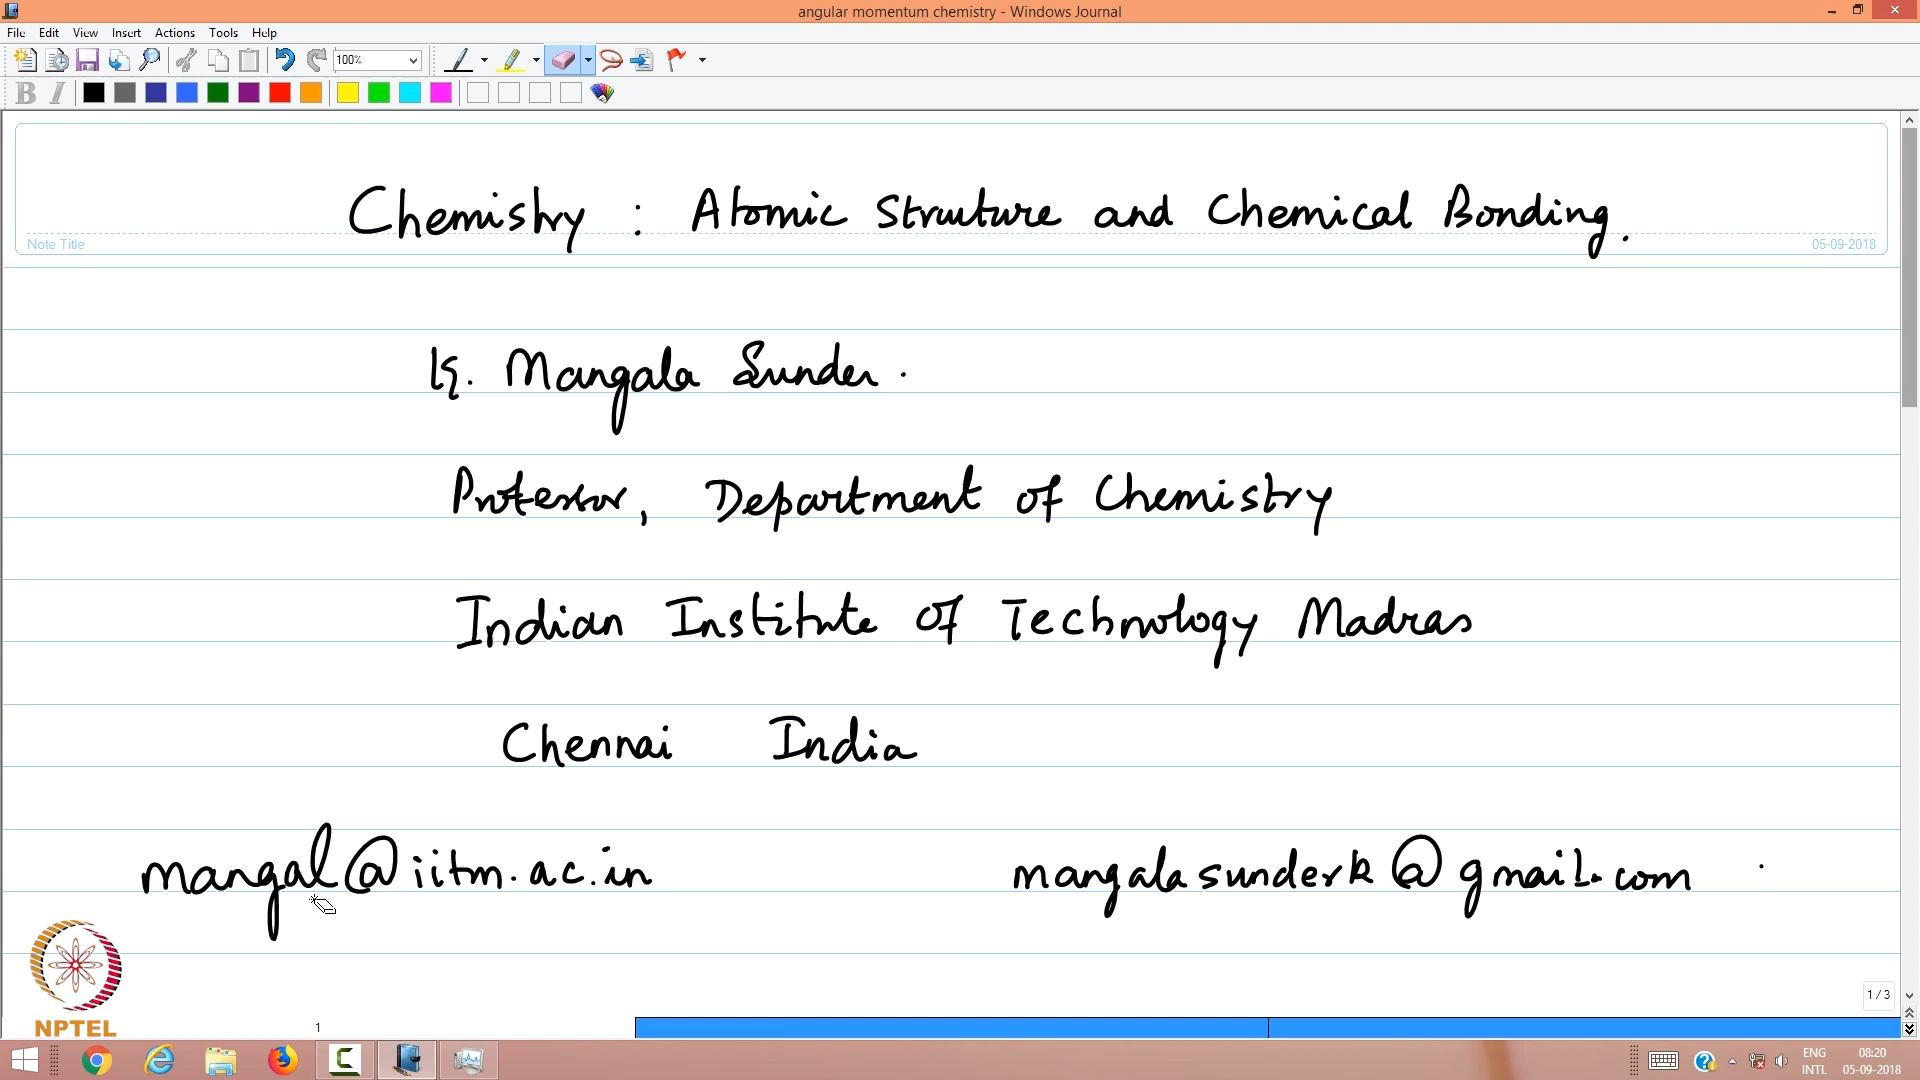 angular momentum chemistry - Windows Journal
File Edit View Insert Actions Tools Help
100%
B I
Chemistry : Atomic Structure and Chemical Bonding.
Note Title 05-09-2018
K. Mangala Sunder.
Professor, Department of Chemistry
Indian Institute of Technology Madras
Chennai India
mangal@iitm.ac.in mangalasunderk@gmail.com
1 / 3
NPTEL
1
ENG 08:20
INTL 05-09-2018